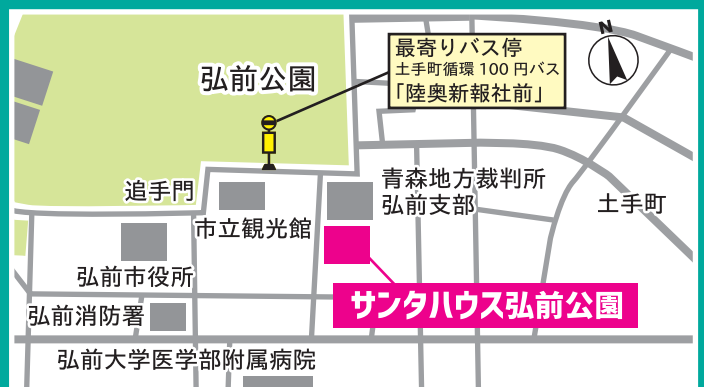 N
最寄りバス停
土手町循環 100 円バス
「陸奥新報社前」
弘前公園
追手門
青森地方裁判所
弘前支部
土手町
市立観光館
弘前市役所
サンタハウス弘前公園
弘前消防署
弘前大学医学部附属病院